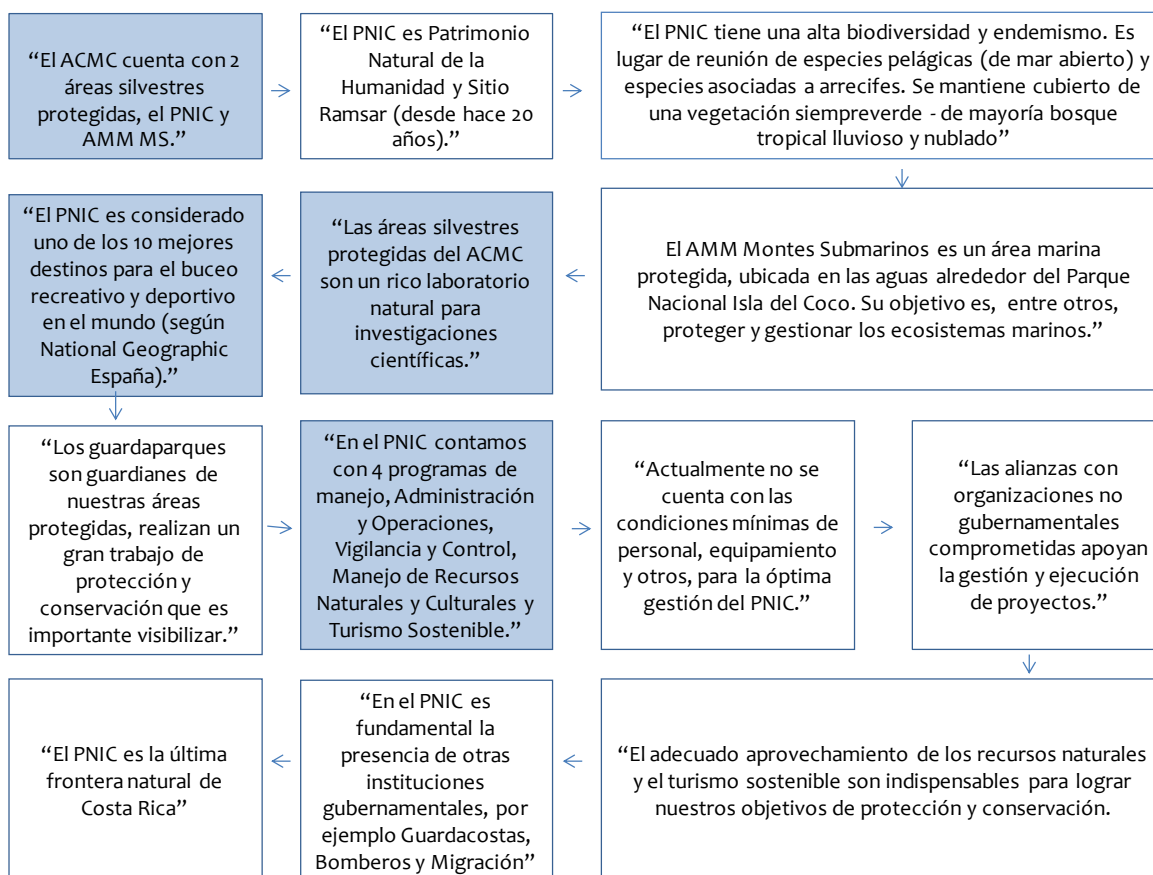 “El ACMC cuenta con 2
áreas silvestres
protegidas, el PNIC y
AMM MS.”
“El PNIC es Patrimonio
Natural de la
Humanidad y Sitio
Ramsar (desde hace 20
años).”
“El PNIC tiene una alta biodiversidad y endemismo. Es
lugar de reunión de especies pelágicas (de mar abierto) y
especies asociadas a arrecifes. Se mantiene cubierto de
una vegetación siempreverde - de mayoría bosque
tropical lluvioso y nublado”
El AMM Montes Submarinos es un área marina
protegida, ubicada en las aguas alrededor del Parque
Nacional Isla del Coco. Su objetivo es, entre otros,
proteger y gestionar los ecosistemas marinos.”
“Las áreas silvestres
protegidas del ACMC
son un rico laboratorio
natural para
investigaciones
científicas.”
“El PNIC es considerado
uno de los 10 mejores
destinos para el buceo
recreativo y deportivo
en el mundo (según
National Geographic
España).”
“Los guardaparques
son guardianes de
nuestras áreas
protegidas, realizan un
gran trabajo de
protección y
conservación que es
importante visibilizar.”
“En el PNIC contamos
con 4 programas de
manejo, Administración
y Operaciones,
Vigilancia y Control,
Manejo de Recursos
Naturales y Culturales y
Turismo Sostenible.”
“Actualmente no se
cuenta con las
condiciones mínimas de
personal, equipamiento
y otros, para la óptima
gestión del PNIC.”
“Las alianzas con
organizaciones no
gubernamentales
comprometidas apoyan
la gestión y ejecución
de proyectos.”
“El adecuado aprovechamiento de los recursos naturales
y el turismo sostenible son indispensables para lograr
nuestros objetivos de protección y conservación.
“En el PNIC es
fundamental la
presencia de otras
instituciones
gubernamentales, por
ejemplo Guardacostas,
Bomberos y Migración”
“El PNIC es la última
frontera natural de
Costa Rica”